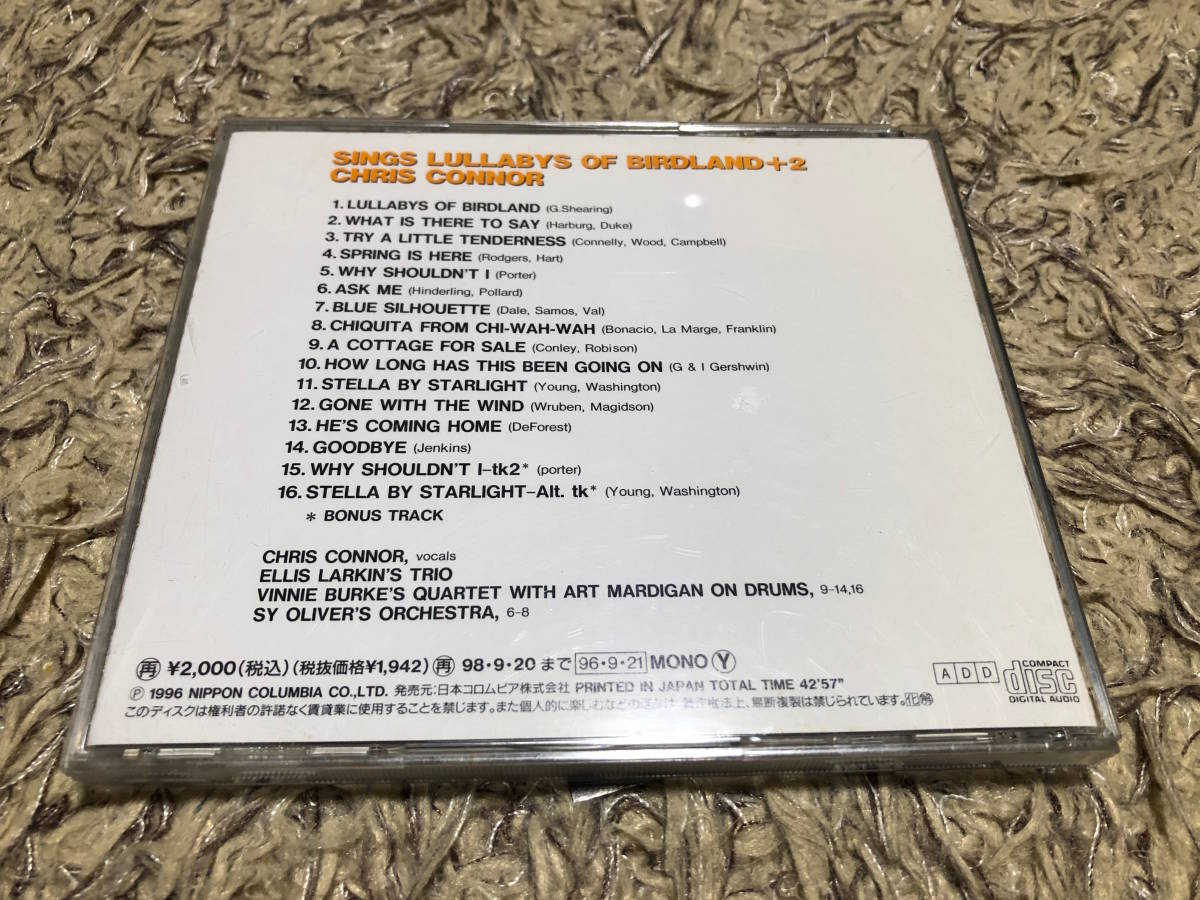 SINGS LULLABYS OF BIRDLAND+2
CHRIS CONNOR
1. LULLABYS OF BIRDLAND (G.Shearing)
2. WHAT IS THERE TO SAY (Harburg, Duke)
3. TRY A LITTLE TENDERNESS (Connelly, Wood, Campbell)
4. SPRING IS HERE (Rodgers, Hart)
5. WHY SHOULDN'T I (Porter)
6. ASK ME (Hinderling, Pollard)
7. BLUE SILHOUETTE (Dale, Samos, Val)
8. CHIQUITA FROM CHI-WAH-WAH (Bonacio, La Marge, Franklin)
9. A COTTAGE FOR SALE (Conley, Robison)
10. HOW LONG HAS THIS BEEN GOING ON (G & I Gershwin)
11. STELLA BY STARLIGHT (Young, Washington)
12. GONE WITH THE WIND (Wruben, Magidson)
13. HE'S COMING HOME (DeForest)
14. GOODBYE (Jenkins)
15. WHY SHOULDN'T I-tk2* (porter)
16. STELLA BY STARLIGHT-Alt. tk* (Young, Washington)
* BONUS TRACK
CHRIS CONNOR, vocals
ELLIS LARKIN'S TRIO
VINNIE BURKE'S QUARTET WITH ART MARDIGAN ON DRUMS, 9-14,16
SY OLIVER'S ORCHESTRA, 6-8
再 ¥2,000(税込)(税抜価格¥1,942) 再 98・9・20 まで 96・9・21 MONO Y
Ⓟ 1996 NIPPON COLUMBIA CO., LTD. 発売元:日本コロムビア株式会社 PRINTED IN JAPAN TOTAL TIME 42'57"
このディスクは権利者の許諾なく賃貸業に使用することを禁じます。また個人的に楽しむなどの 著作権法上、無断複製は禁じられています。
A D D
COMPACT disc DIGITAL AUDIO